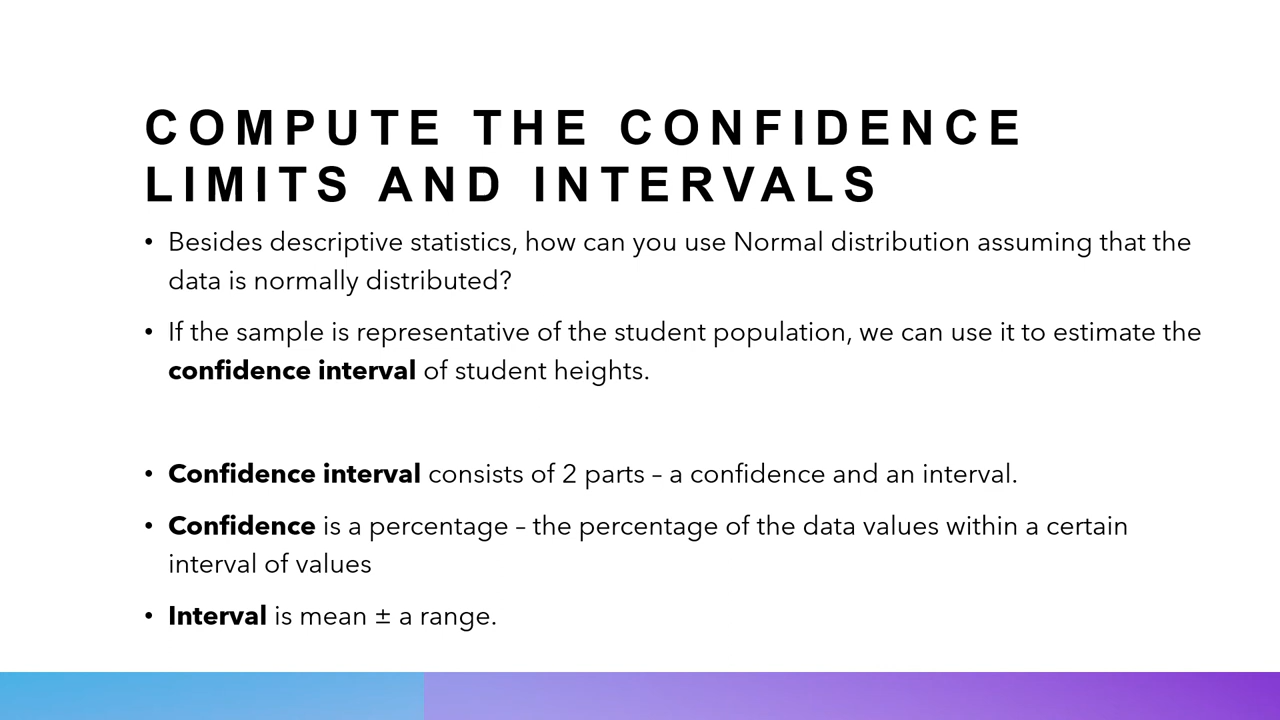 COMPUTE THE CONFIDENCE
LIMITS AND INTERVALS
• Besides descriptive statistics, how can you use Normal distribution assuming that the
data is normally distributed?
• If the sample is representative of the student population, we can use it to estimate the
confidence interval of student heights.
• Confidence interval consists of 2 parts – a confidence and an interval.
• Confidence is a percentage – the percentage of the data values within a certain
interval of values
• Interval is mean ± a range.